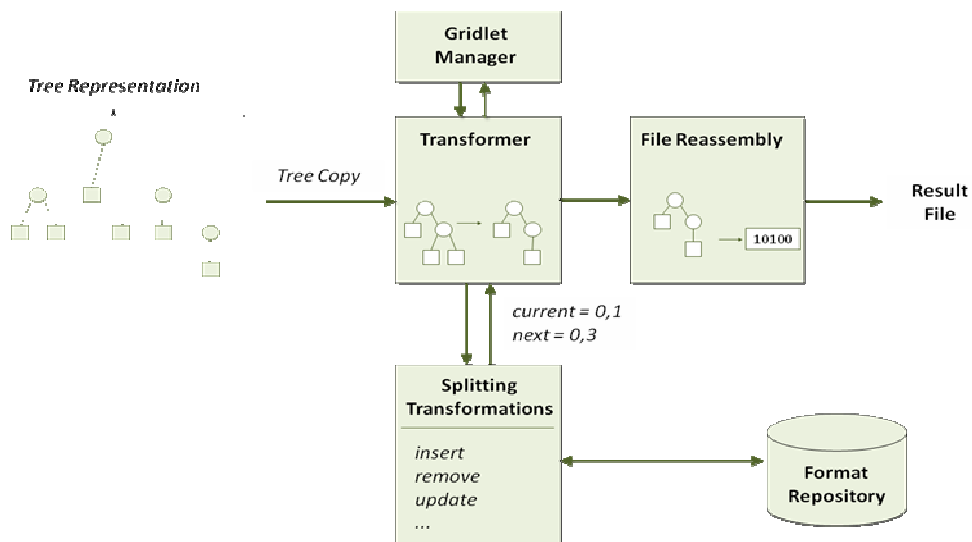 Gridlet
Manager
Tree Representation
Transformer
File Reassembly
Tree Copy
Result
File
10100
current = 0,1
next = 0,3
Splitting
Transformations
insert
remove
update
...
Format
Repository